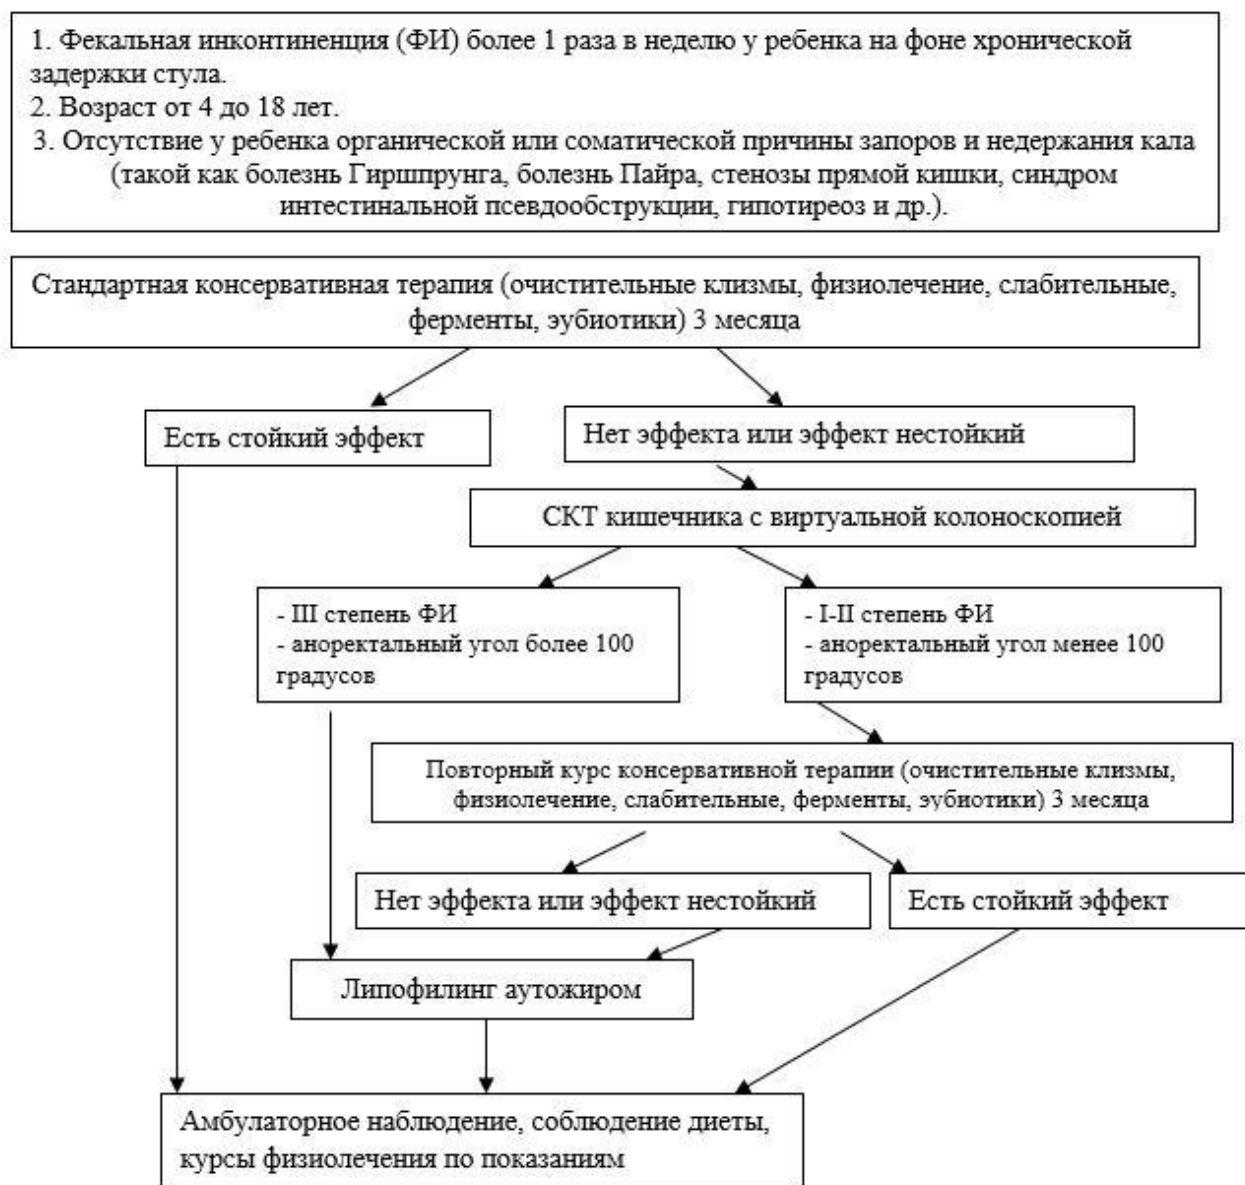 1. Фекальная инконтиненция (ФИ) более 1 раза в неделю у ребенка на фоне хронической
задержки стула.
2. Возраст от 4 до 18 лет.
3. Отсутствие у ребенка органической или соматической причины запоров и недержания кала
(такой как болезнь Гиршпрунга, болезнь Пайра, стенозы прямой кишки, синдром
интестинальной псевдообструкции, гипотиреоз и др.).
Стандартная консервативная терапия (очистительные клизмы, физиолечение, слабительные,
ферменты, эубиотики) 3 месяца
Есть стойкий эффект
Нет эффекта или эффект нестойкий
СКТ кишечника с виртуальной колоноскопией
- III степень ФИ
- аноректальный угол более 100
градусов
- I-II степень ФИ
- аноректальный угол менее 100
градусов
Повторный курс консервативной терапии (очистительные клизмы,
физиолечение, слабительные, ферменты, эубиотики) 3 месяца
Нет эффекта или эффект нестойкий
Есть стойкий эффект
Липофилинг аутожиром
Амбулаторное наблюдение, соблюдение диеты,
курсы физиолечения по показаниям